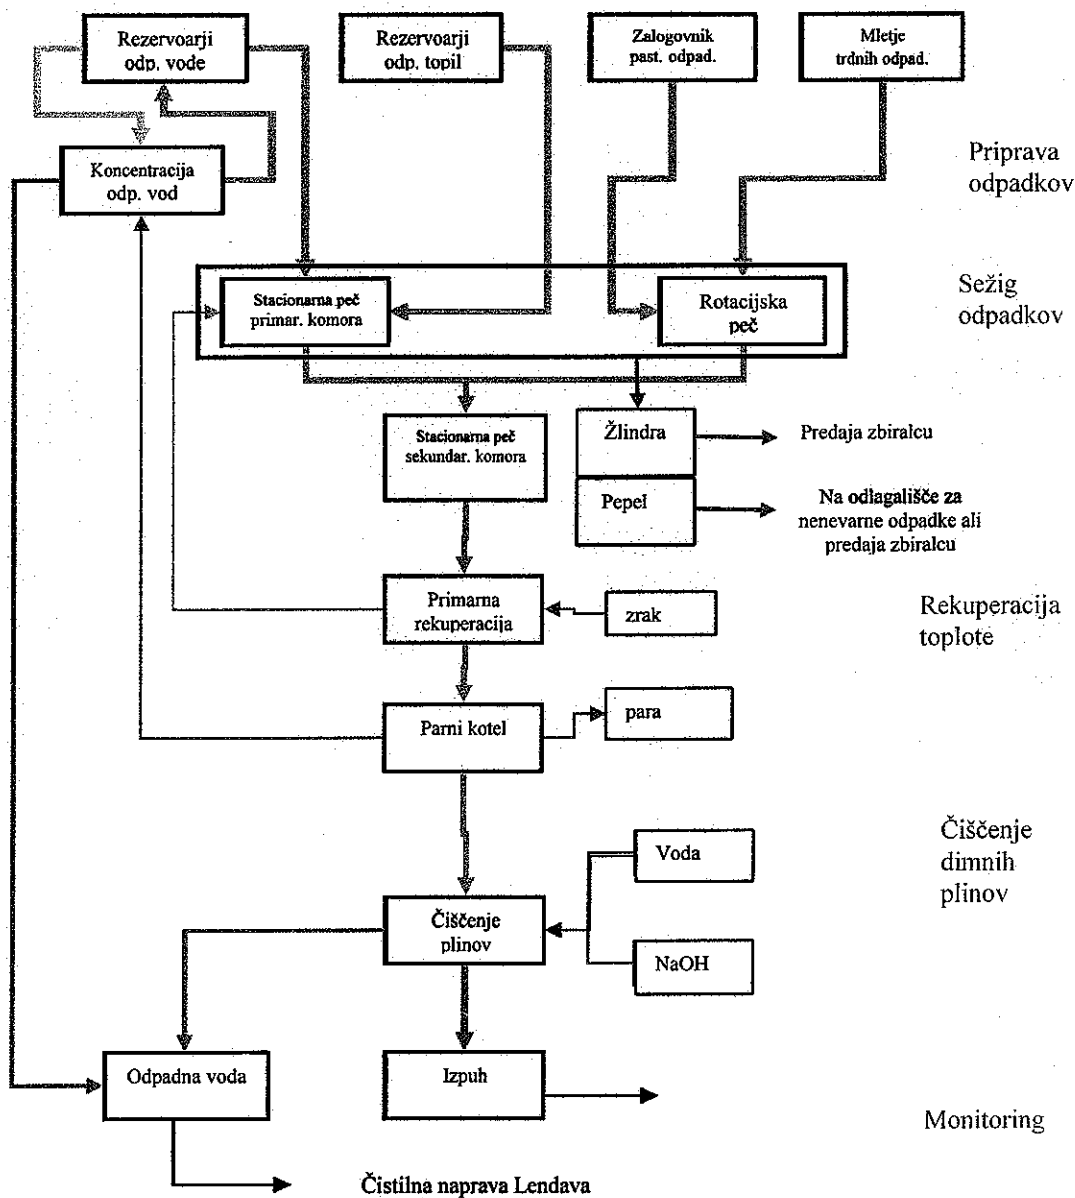 Rezervoarji
odp. vode
Rezervoarji
odp. topil
Zalogovnik
past. odpad.
Mletje
trdnih odpad.
Koncentracija
odp. vod
Priprava
odpadkov
Stacionarna peč
primar. komora
Rotacijska
peč
Sežig
odpadkov
Stacionarna peč
sekundar. komora
Žlindra
Predaja zbiralcu
Pepel
Na odlagališče za
nenevarne odpadke ali
predaja zbiralcu
Primarna
rekuperacija
zrak
Rekuperacija
toplote
Parni kotel
para
Voda
Čiščenje
dimnih
plinov
Čiščenje
plinov
NaOH
Odpadna voda
Izpuh
Monitoring
Čistilna naprava Lendava